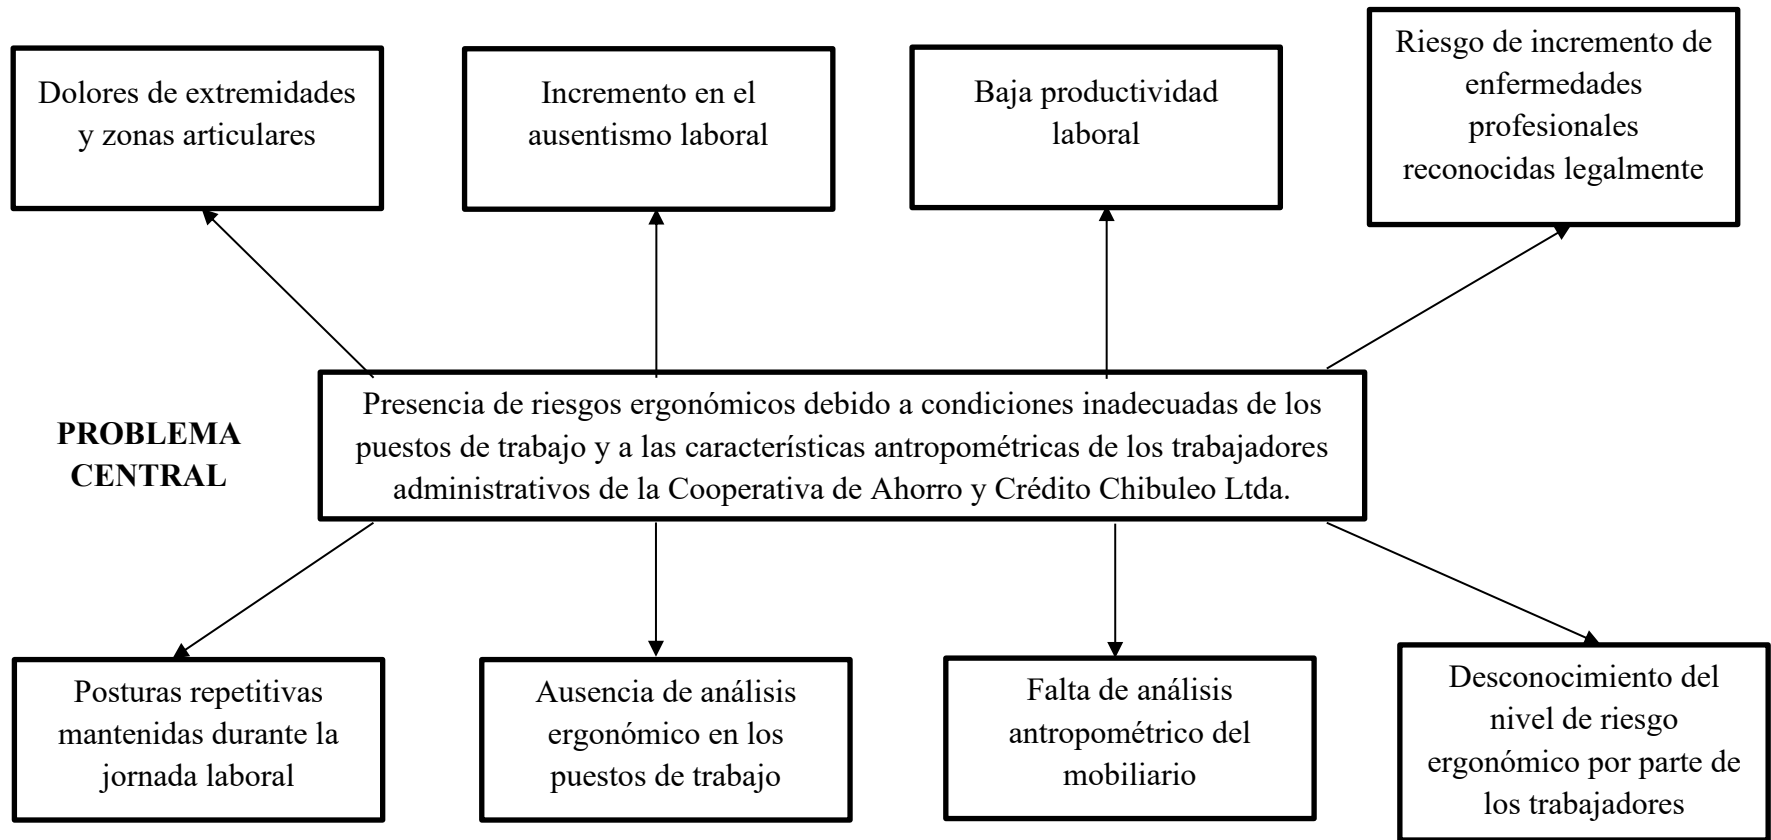 Dolores de extremidades
y zonas articulares
Incremento en el
ausentismo laboral
Baja productividad
laboral
Riesgo de incremento de
enfermedades
profesionales
reconocidas legalmente
PROBLEMA
CENTRAL
Presencia de riesgos ergonómicos debido a condiciones inadecuadas de los
puestos de trabajo y a las características antropométricas de los trabajadores
administrativos de la Cooperativa de Ahorro y Crédito Chibuleo Ltda.
Posturas repetitivas
mantenidas durante la
jornada laboral
Ausencia de análisis
ergonómico en los
puestos de trabajo
Falta de análisis
antropométrico del
mobiliario
Desconocimiento del
nivel de riesgo
ergonómico por parte de
los trabajadores